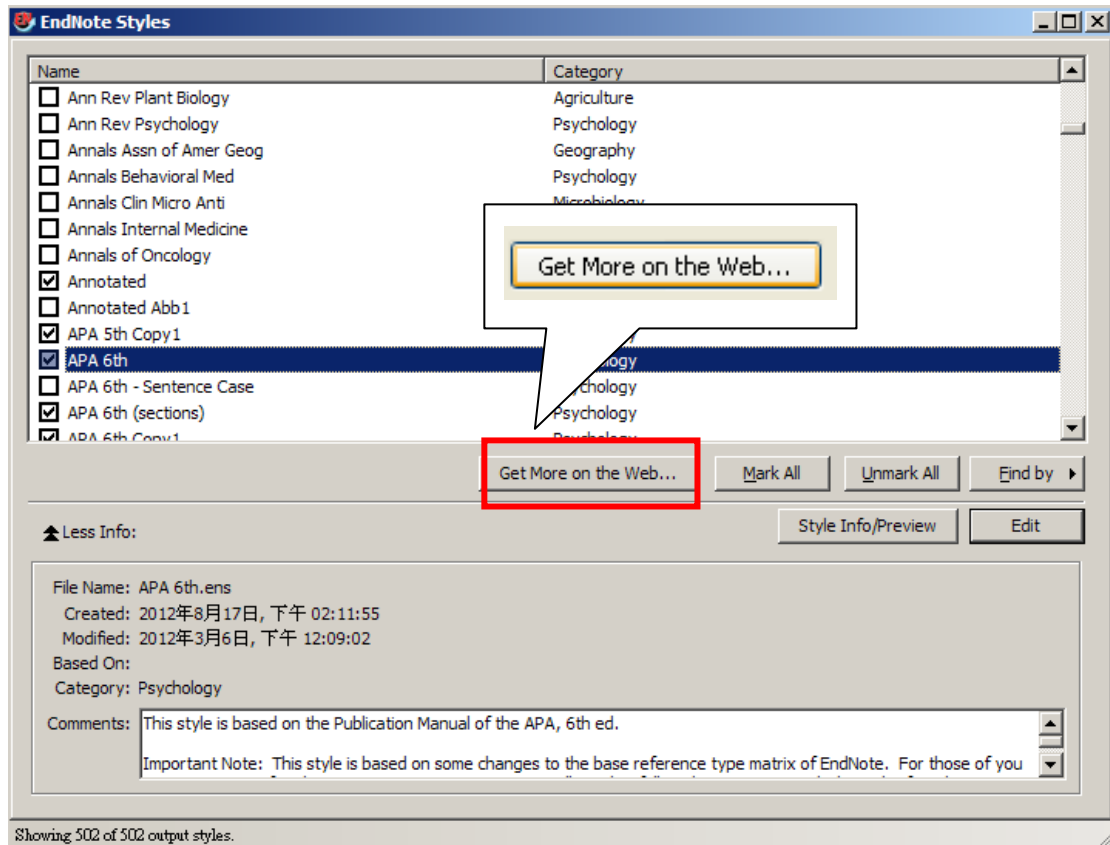 EndNote Styles
Name Category
Ann Rev Plant Biology Agriculture
Ann Rev Psychology Psychology
Annals Assn of Amer Geog Geography
Annals Behavioral Med Psychology
Annals Clin Micro Anti Microbiology
Annals Internal Medicine
Annals of Oncology
Get More on the Web...
Annotated
Annotated Abb1
APA 5th Copy1
APA 6th ology
APA 6th - Sentence Case chology
APA 6th (sections) Psychology
APA 6th Copy1 Psychology
Get More on the Web... Mark All Unmark All Find by
Less Info: Style Info/Preview Edit
File Name: APA 6th.ens
Created: 2012年8月17日, 下午 02:11:55
Modified: 2012年3月6日, 下午 12:09:02
Based On:
Category: Psychology
Comments: This style is based on the Publication Manual of the APA, 6th ed.
Important Note: This style is based on some changes to the base reference type matrix of EndNote. For those of you
Showing 502 of 502 output styles.